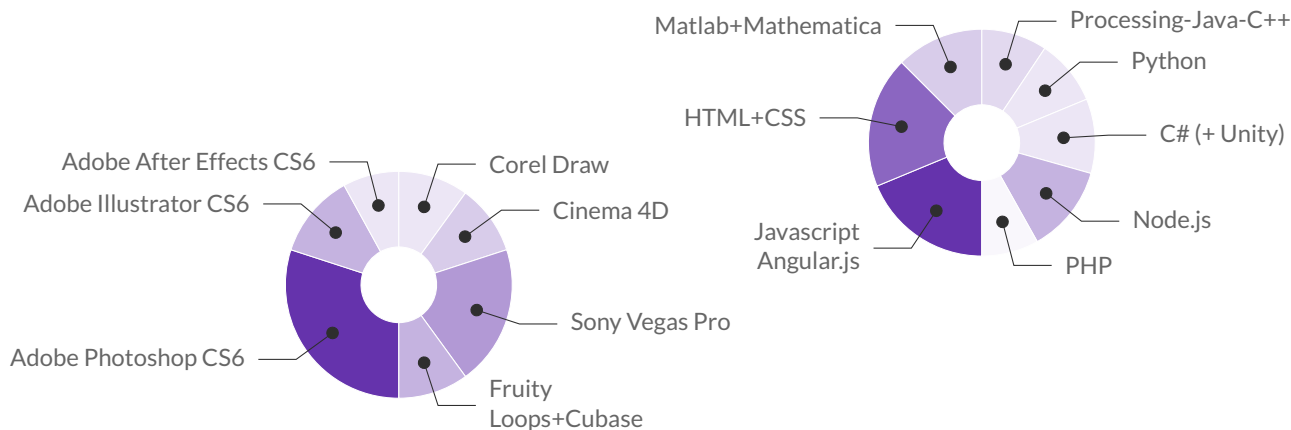 Adobe After Effects CS6
Adobe Illustrator CS6
Adobe Photoshop CS6
Corel Draw
Cinema 4D
Sony Vegas Pro
Fruity
Loops+Cubase
Matlab+Mathematica
HTML+CSS
Javascript
Angular.js
Processing-Java-C++
Python
C# (+ Unity)
Node.js
PHP